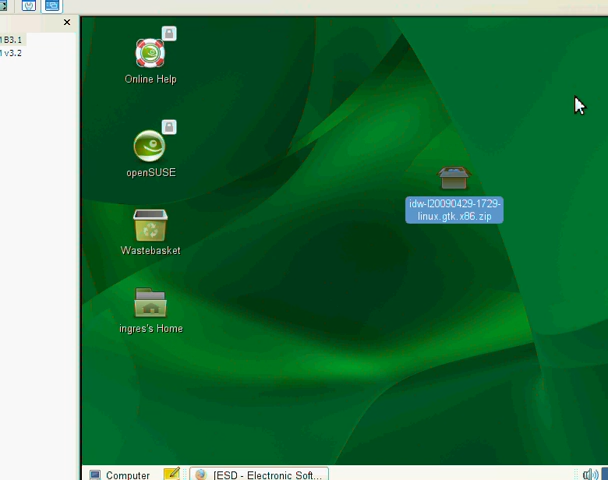 B3.1
v3.2
Online Help
openSUSE
Wastebasket
ingres's Home
idw-I20090429-1729-
linux.gtk.x86.zip
Computer
[ESD - Electronic Soft...